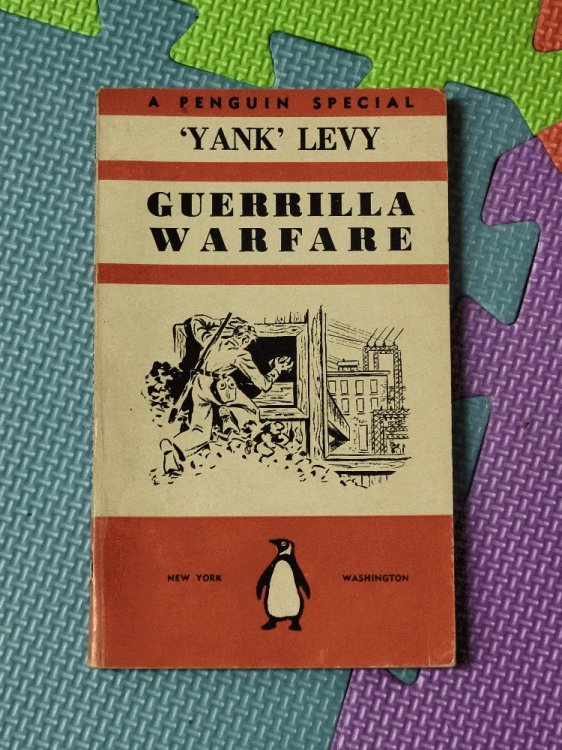 A PENGUIN SPECIAL
‘YANK’ LEVY
GUERRILLA
WARFARE
NEW YORK
WASHINGTON